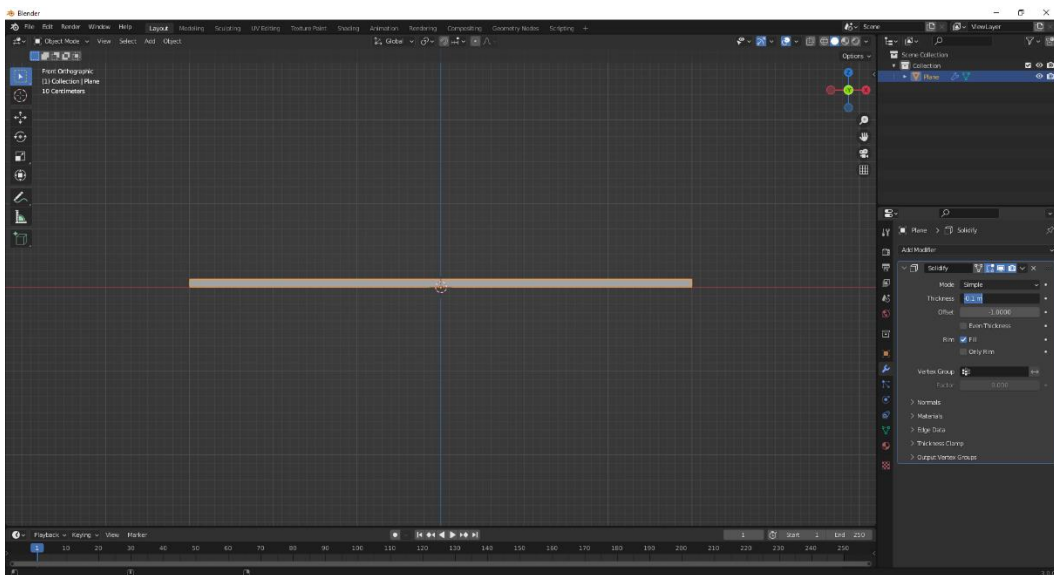 Blender
File Edit Render Window Help Layout Modeling Sculpting UV Editing Texture Paint Shading Animation Rendering Compositing Geometry Nodes Scripting + Scene ViewLayer
Object Mode View Select Add Object Global
Options
Front Orthographic
(1) Collection | Plane
10 Centimeters
Z
Y
Scene Collection
Collection
Plane
Plane > Solidify
Add Modifier
Solidify
Mode Simple
Thickness 0.1 m
Offset -1.0000
Even Thickness
Rim Fill
Only Rim
Vertex Group
Factor 0.000
> Normals
> Materials
> Edge Data
> Thickness Clamp
> Output Vertex Groups
Playback Keying View Marker 1 Start 1 End 250
1 10 20 30 40 50 60 70 80 90 100 110 120 130 140 150 160 170 180 190 200 210 220 230 240 250